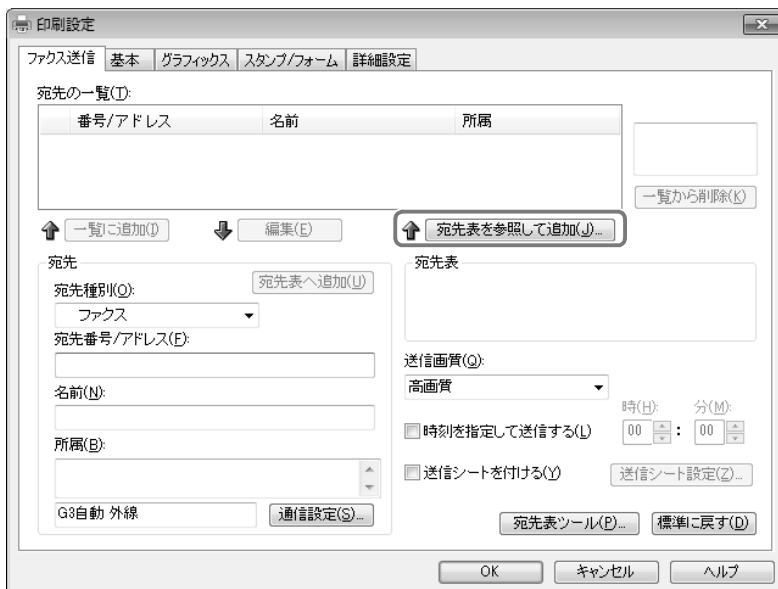 印刷設定
ファクス送信 基本 グラフィックス スタンプ/フォーム 詳細設定
宛先の一覧(T):
番号/アドレス 名前 所属
一覧から削除(K)
一覧に追加(I) 編集(E) 宛先表を参照して追加(J)...
宛先 宛先表
宛先種別(O): 宛先表へ追加(U)
ファクス
宛先番号/アドレス(F):
送信画質(Q):
高画質
名前(N):
時(H): 分(M):
時刻を指定して送信する(L) 00 : 00
所属(B):
送信シートを付ける(Y) 送信シート設定(Z)...
G3自動 外線 通信設定(S)...
宛先表ツール(P)... 標準に戻す(D)
OK キャンセル ヘルプ